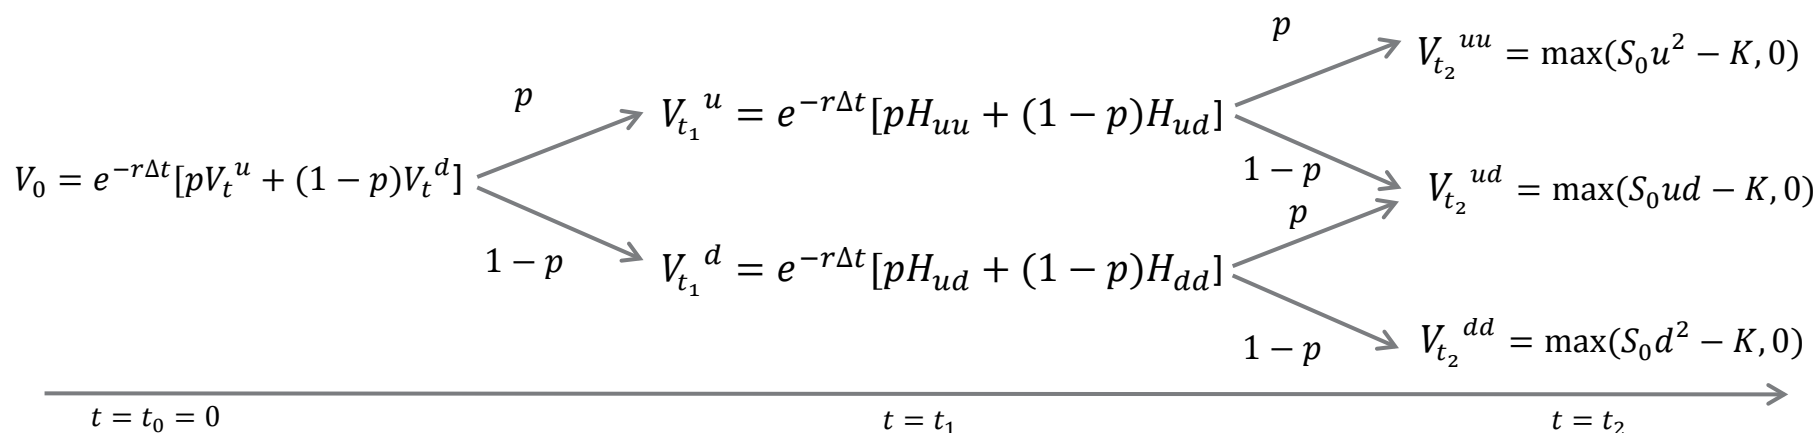 p
V_{t_2}^{uu} = max(S_0u^2 − K, 0)
p
V_{t_1}^{u} = e^{−rΔt}[pH_{uu} + (1 − p)H_{ud}]
1 − p
V_0 = e^{−rΔt}[pV_t^{u} + (1 − p)V_t^{d}]
V_{t_2}^{ud} = max(S_0ud − K, 0)
p
1 − p
V_{t_1}^{d} = e^{−rΔt}[pH_{ud} + (1 − p)H_{dd}]
1 − p
V_{t_2}^{dd} = max(S_0d^2 − K, 0)
t = t_0 = 0
t = t_1
t = t_2